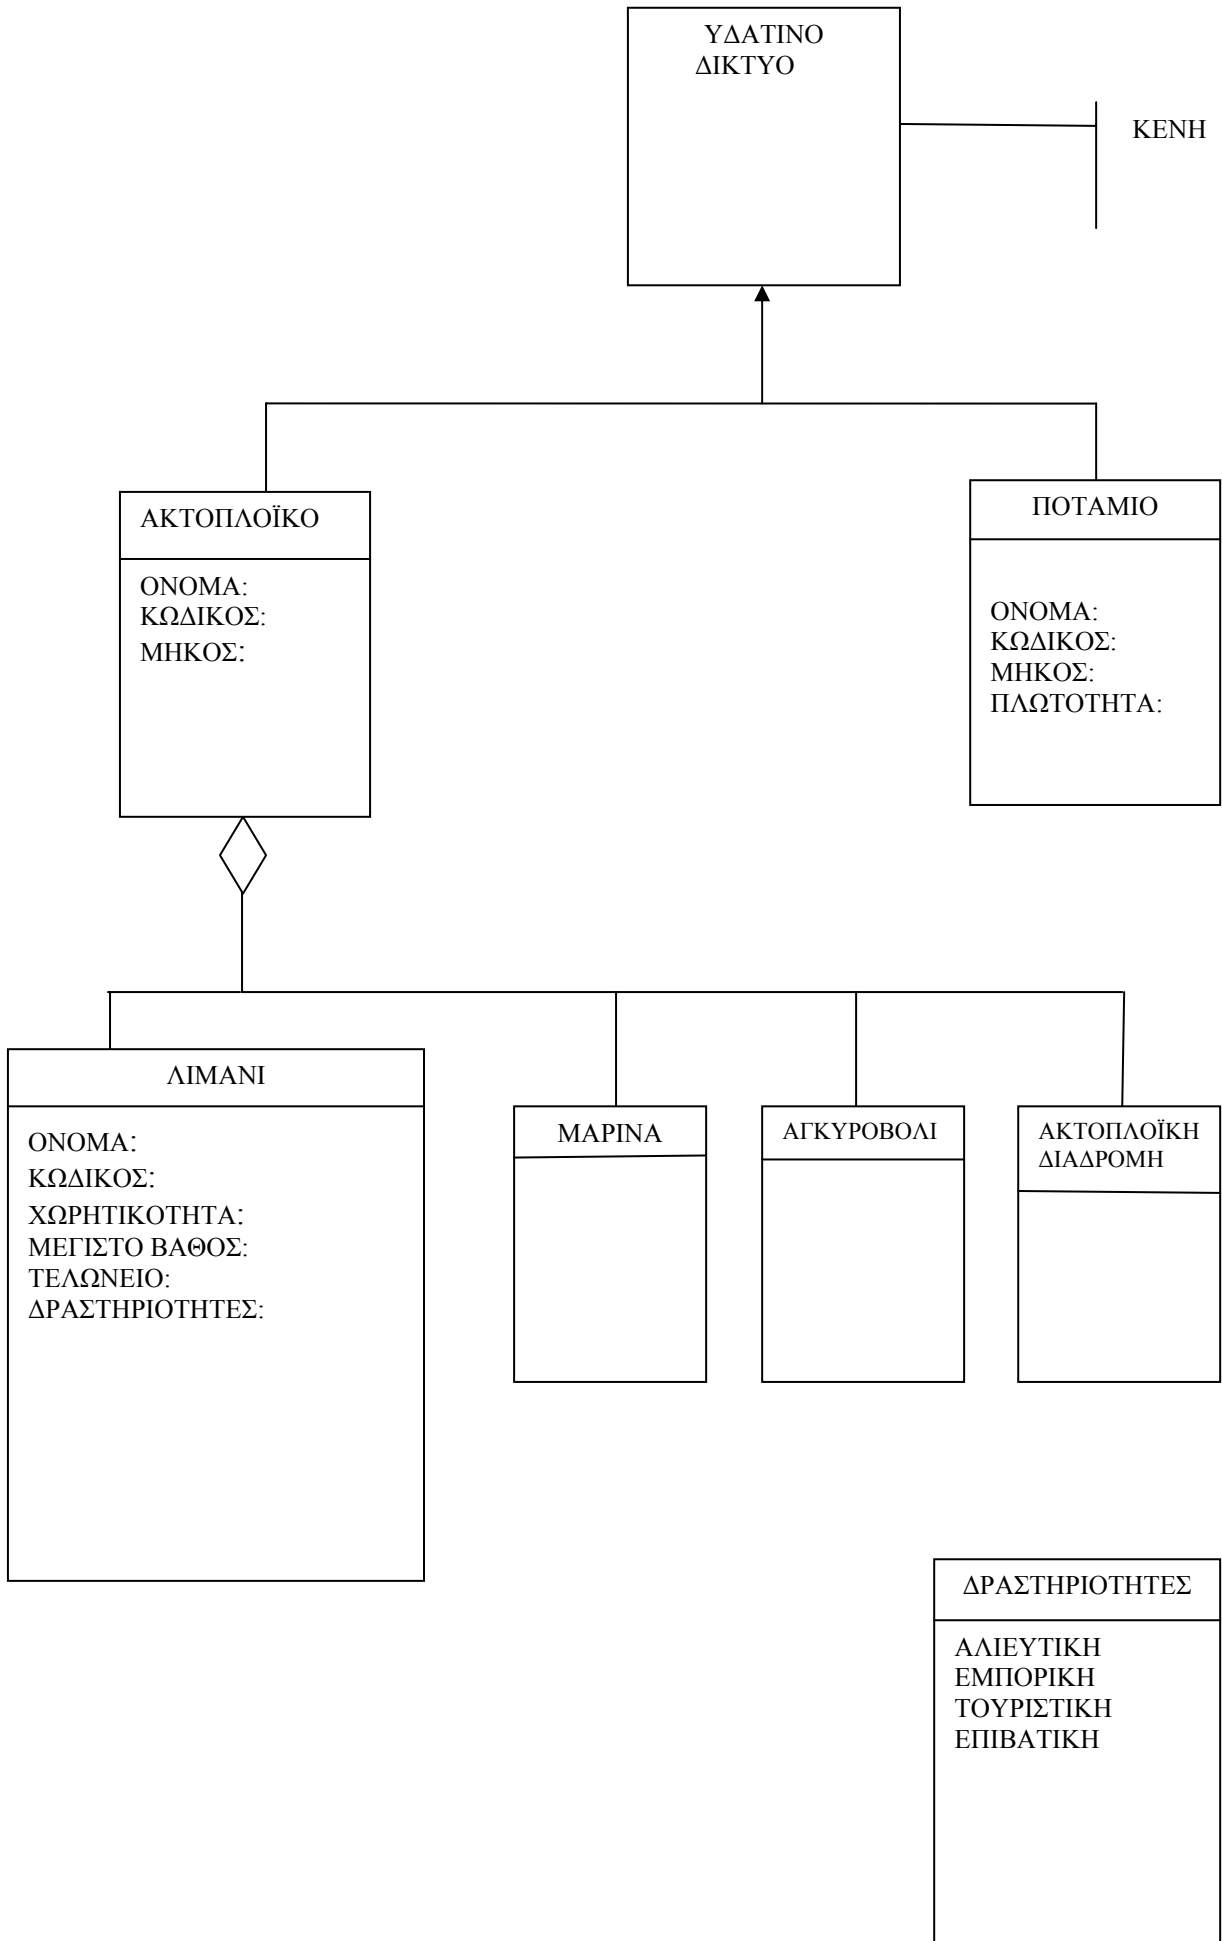 ΥΔΑΤΙΝΟ
ΔΙΚΤΥΟ
ΚΕΝΗ
ΑΚΤΟΠΛΟΪΚΟ
ΟΝΟΜΑ:
ΚΩΔΙΚΟΣ:
ΜΗΚΟΣ:
ΠΟΤΑΜΙΟ
ΟΝΟΜΑ:
ΚΩΔΙΚΟΣ:
ΜΗΚΟΣ:
ΠΛΩΤΟΤΗΤΑ:
ΛΙΜΑΝΙ
ΟΝΟΜΑ:
ΚΩΔΙΚΟΣ:
ΧΩΡΗΤΙΚΟΤΗΤΑ:
ΜΕΓΙΣΤΟ ΒΑΘΟΣ:
ΤΕΛΩΝΕΙΟ:
ΔΡΑΣΤΗΡΙΟΤΗΤΕΣ:
ΜΑΡΙΝΑ
ΑΓΚΥΡΟΒΟΛΙ
ΑΚΤΟΠΛΟΪΚΗ
ΔΙΑΔΡΟΜΗ
ΔΡΑΣΤΗΡΙΟΤΗΤΕΣ
ΑΛΙΕΥΤΙΚΗ
ΕΜΠΟΡΙΚΗ
ΤΟΥΡΙΣΤΙΚΗ
ΕΠΙΒΑΤΙΚΗ